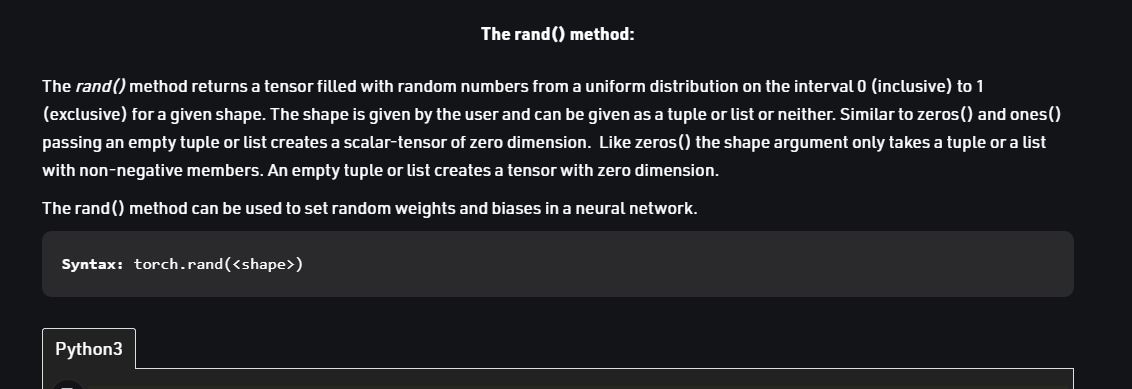 The rand() method:
The rand() method returns a tensor filled with random numbers from a uniform distribution on the interval 0 (inclusive) to 1
(exclusive) for a given shape. The shape is given by the user and can be given as a tuple or list or neither. Similar to zeros() and ones()
passing an empty tuple or list creates a scalar-tensor of zero dimension.  Like zeros() the shape argument only takes a tuple or a list
with non-negative members. An empty tuple or list creates a tensor with zero dimension.
The rand() method can be used to set random weights and biases in a neural network.
Syntax: torch.rand(<shape>)
Python3